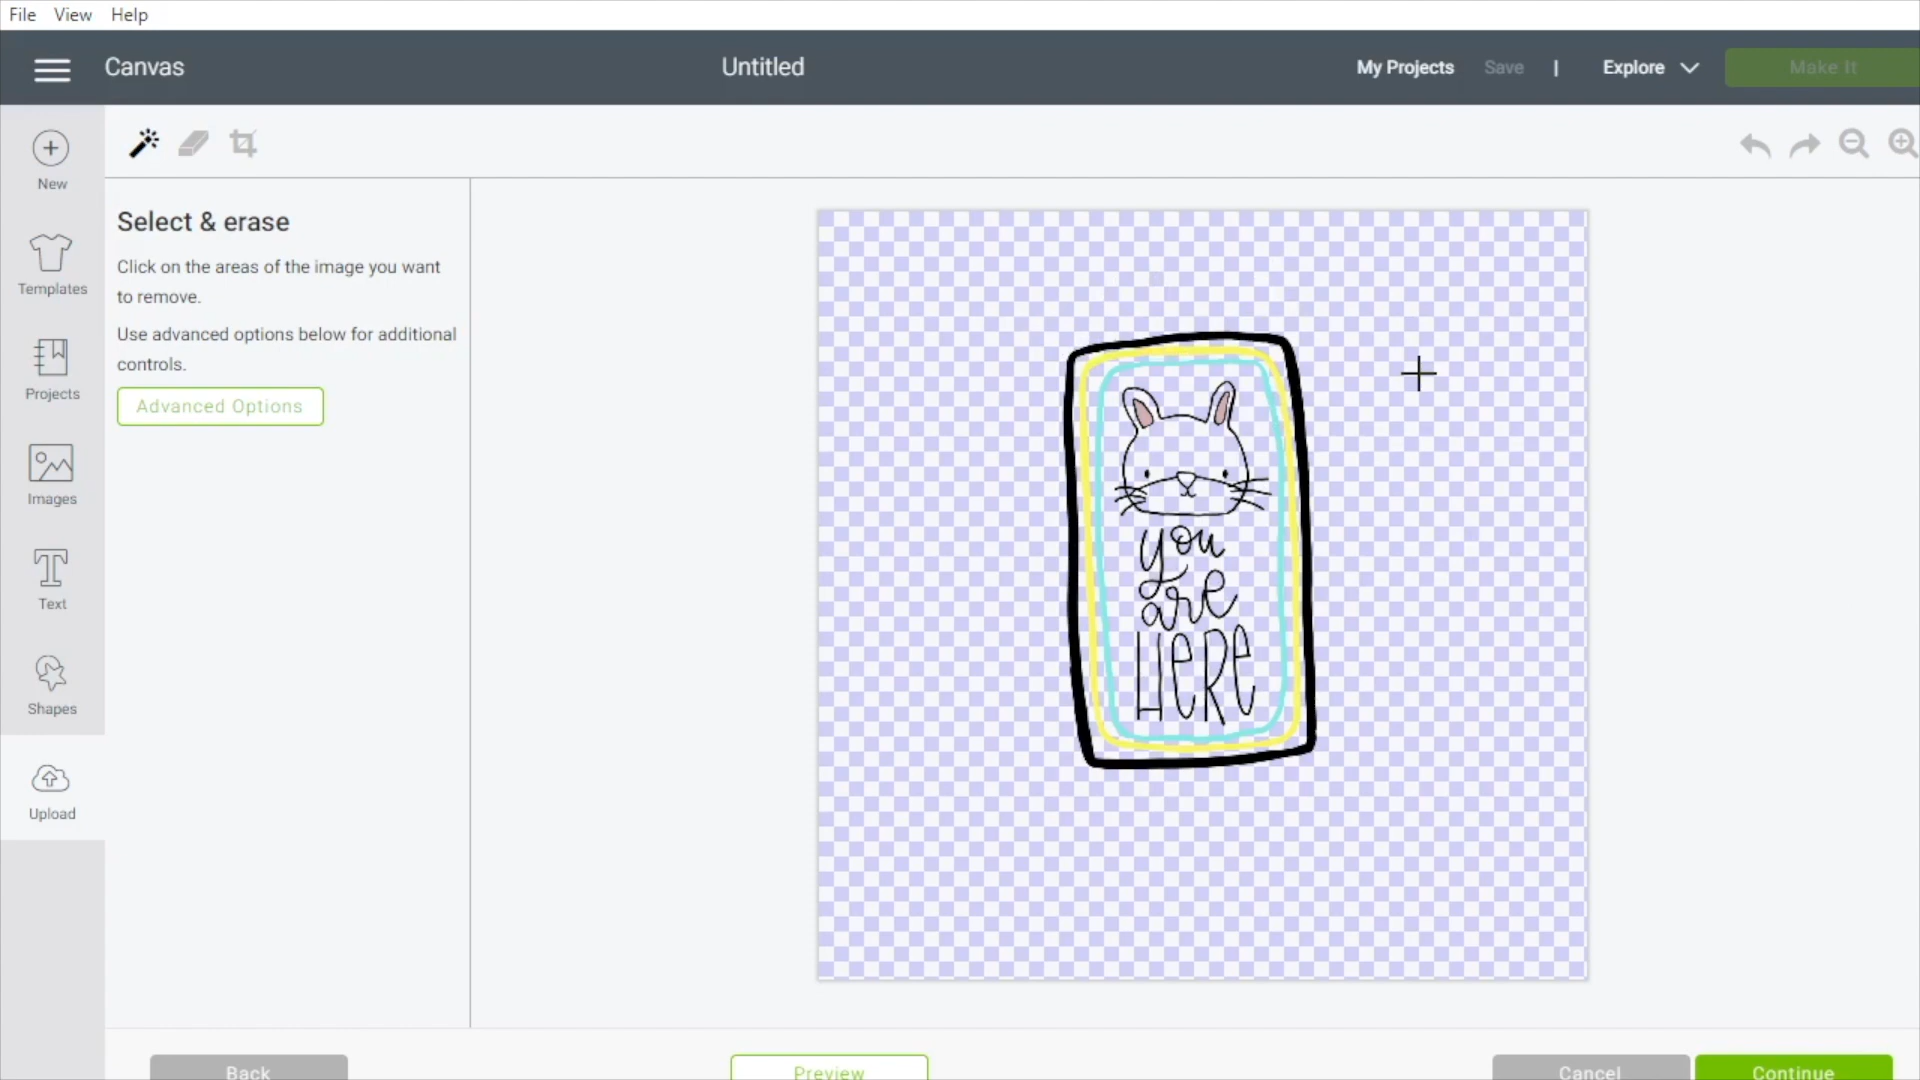 File View Help
Canvas Untitled My Projects Save | Explore Make It
New
Templates
Projects
Images
Text
Shapes
Upload
Select & erase
Click on the areas of the image you want
to remove.
Use advanced options below for additional
controls.
Advanced Options
you
are
HeRe
Back Preview Cancel Continue